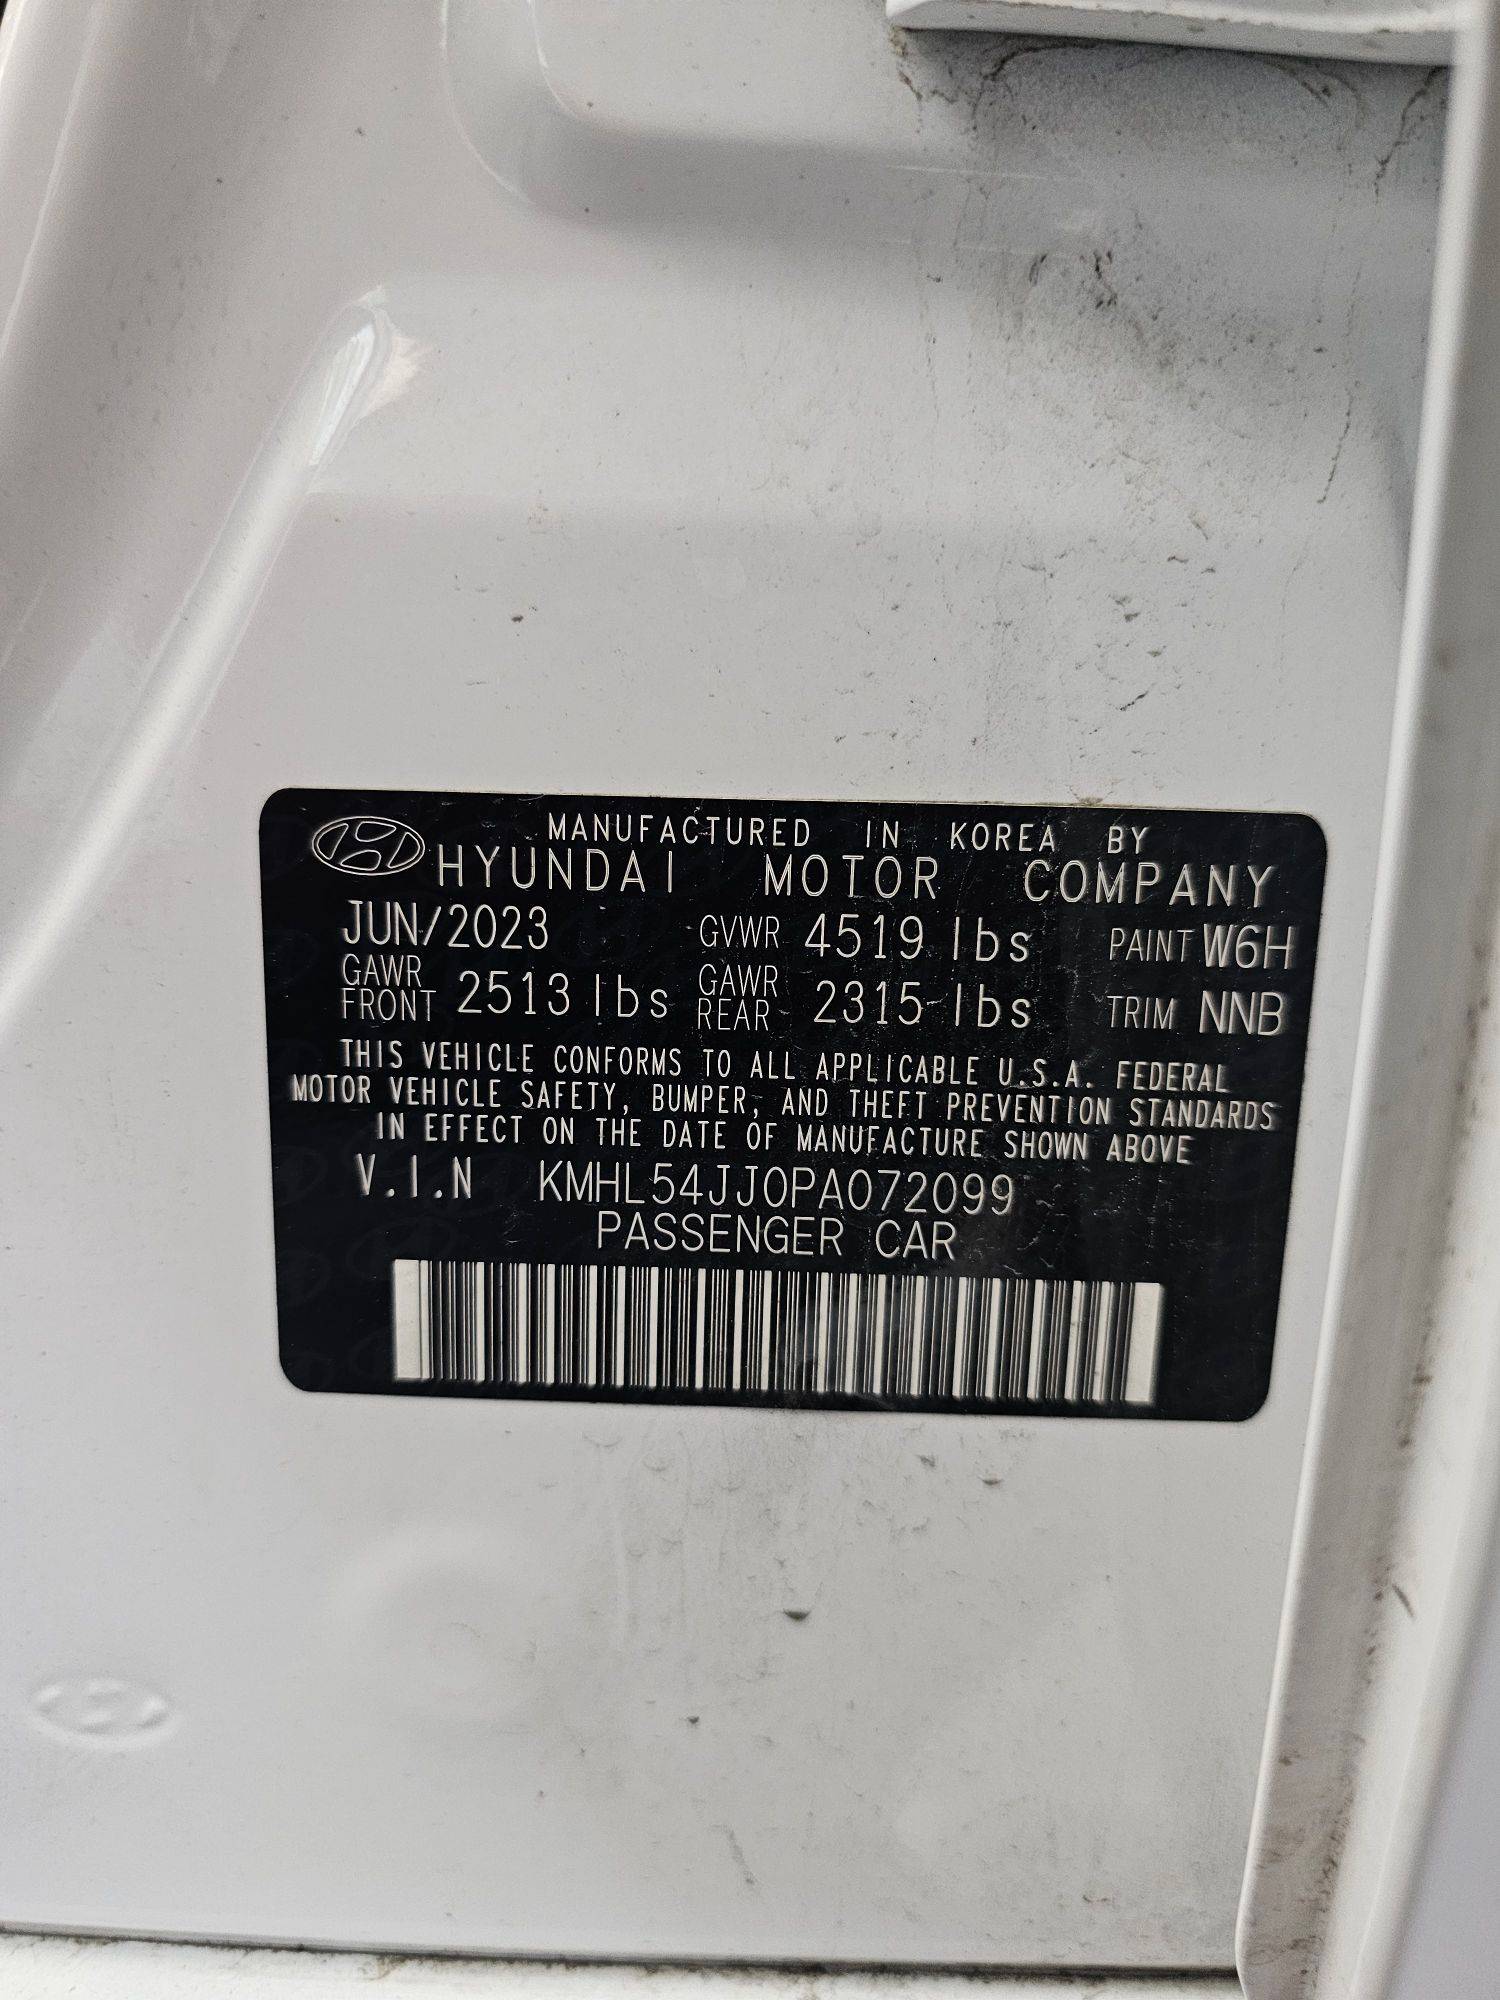 MANUFACTURED IN KOREA BY
HYUNDAI MOTOR COMPANY
JUN/2023 GVWR 4519 lbs PAINT W6H
GAWR FRONT 2513 lbs GAWR REAR 2315 lbs TRIM NNB
THIS VEHICLE CONFORMS TO ALL APPLICABLE U.S.A. FEDERAL
MOTOR VEHICLE SAFETY, BUMPER, AND THEFT PREVENTION STANDARDS
IN EFFECT ON THE DATE OF MANUFACTURE SHOWN ABOVE
V.I.N KMHL54JJ0PA072099
PASSENGER CAR